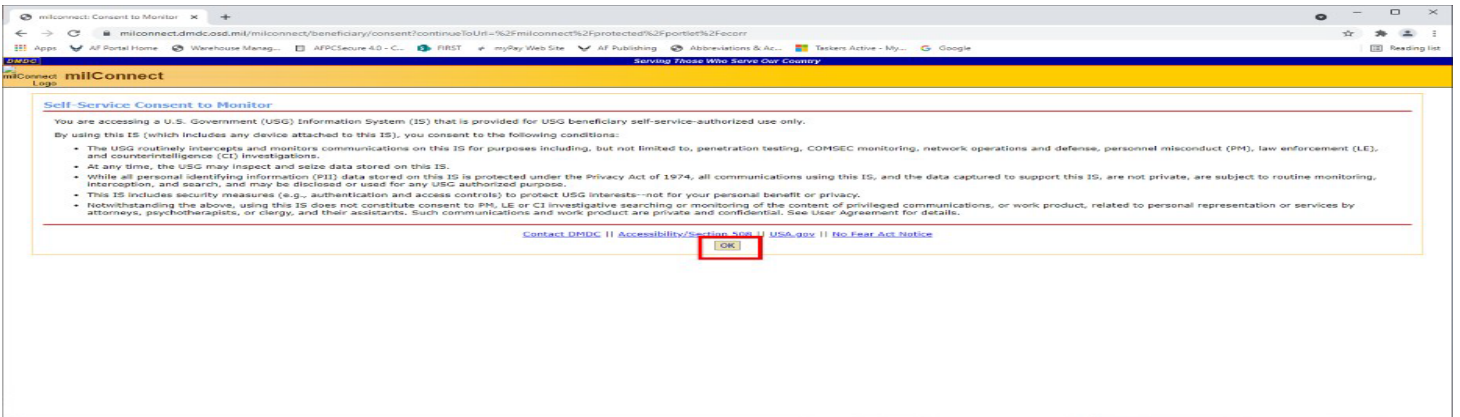 milconnect: Consent to Monitor
milconnect.dmdc.osd.mil/milconnect/beneficiary/consent?continueToUrl=%2Fmilconnect%2Fprotected%2Fportlet%2Fecorr
Apps AF Portal Home Warehouse Manag... AFPCSecure 4.0 - C... FIRST myPay Web Site AF Publishing Abbreviations & Ac... Taskers Active - My... Google Reading list
DMDC Serving Those Who Serve Our Country
milConnect Logo milConnect
Self-Service Consent to Monitor
You are accessing a U.S. Government (USG) Information System (IS) that is provided for USG beneficiary self-service-authorized use only.
By using this IS (which includes any device attached to this IS), you consent to the following conditions:
• The USG routinely intercepts and monitors communications on this IS for purposes including, but not limited to, penetration testing, COMSEC monitoring, network operations and defense, personnel misconduct (PM), law enforcement (LE),
and counterintelligence (CI) investigations.
• At any time, the USG may inspect and seize data stored on this IS.
• While all personal identifying information (PII) data stored on this IS is protected under the Privacy Act of 1974, all communications using this IS, and the data captured to support this IS, are not private, are subject to routine monitoring,
interception, and search, and may be disclosed or used for any USG authorized purpose.
• This IS includes security measures (e.g., authentication and access controls) to protect USG interests--not for your personal benefit or privacy.
• Notwithstanding the above, using this IS does not constitute consent to PM, LE or CI investigative searching or monitoring of the content of privileged communications, or work product, related to personal representation or services by
attorneys, psychotherapists, or clergy, and their assistants. Such communications and work product are private and confidential. See User Agreement for details.
Contact DMDC || Accessibility/Section 508 || USA.gov || No Fear Act Notice
OK